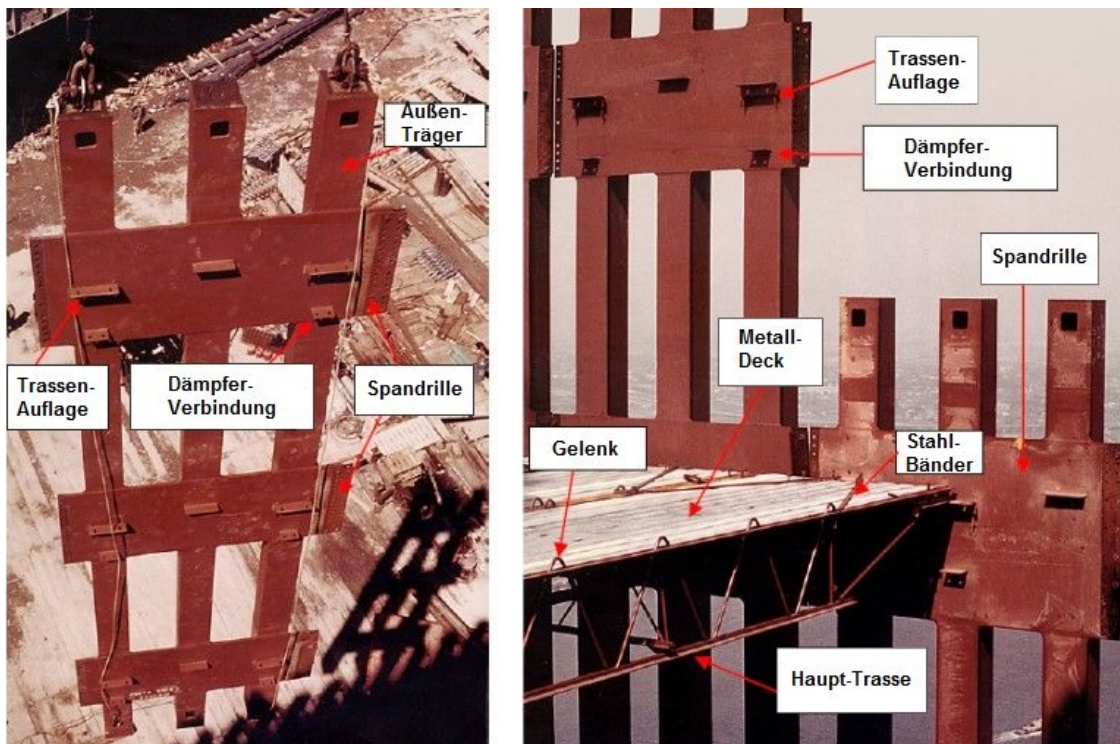 Außen-
Träger
Trassen-
Auflage
Dämpfer-
Verbindung
Spandrille
Trassen-
Auflage
Dämpfer-
Verbindung
Spandrille
Metall-
Deck
Gelenk
Stahl-
Bänder
Haupt-Trasse